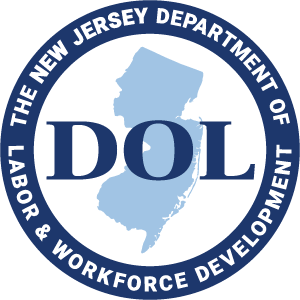 THE NEW JERSEY DEPARTMENT OF
DOL
LABOR & WORKFORCE DEVELOPMENT